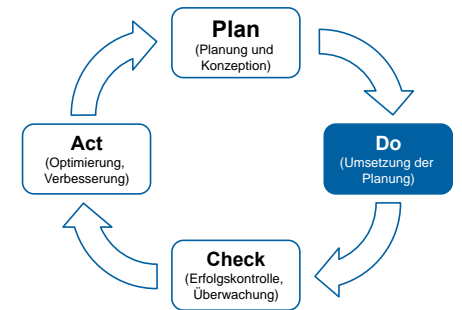 Plan
(Planung und
Konzeption)
Do
(Umsetzung der
Planung)
Check
(Erfolgskontrolle,
Überwachung)
Act
(Optimierung,
Verbesserung)